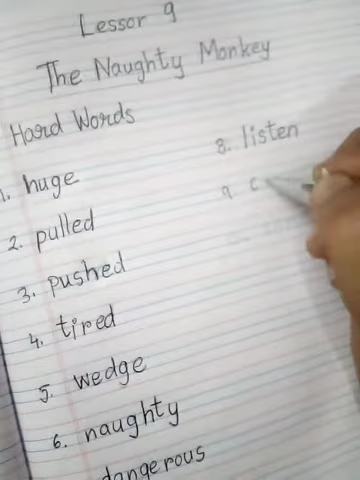 Lesson 9
The Naughty Monkey
Hard Words
1. huge
2. pulled
3. pushed
4. tired
5. wedge
6. naughty
dangerous
8. listen
9. c